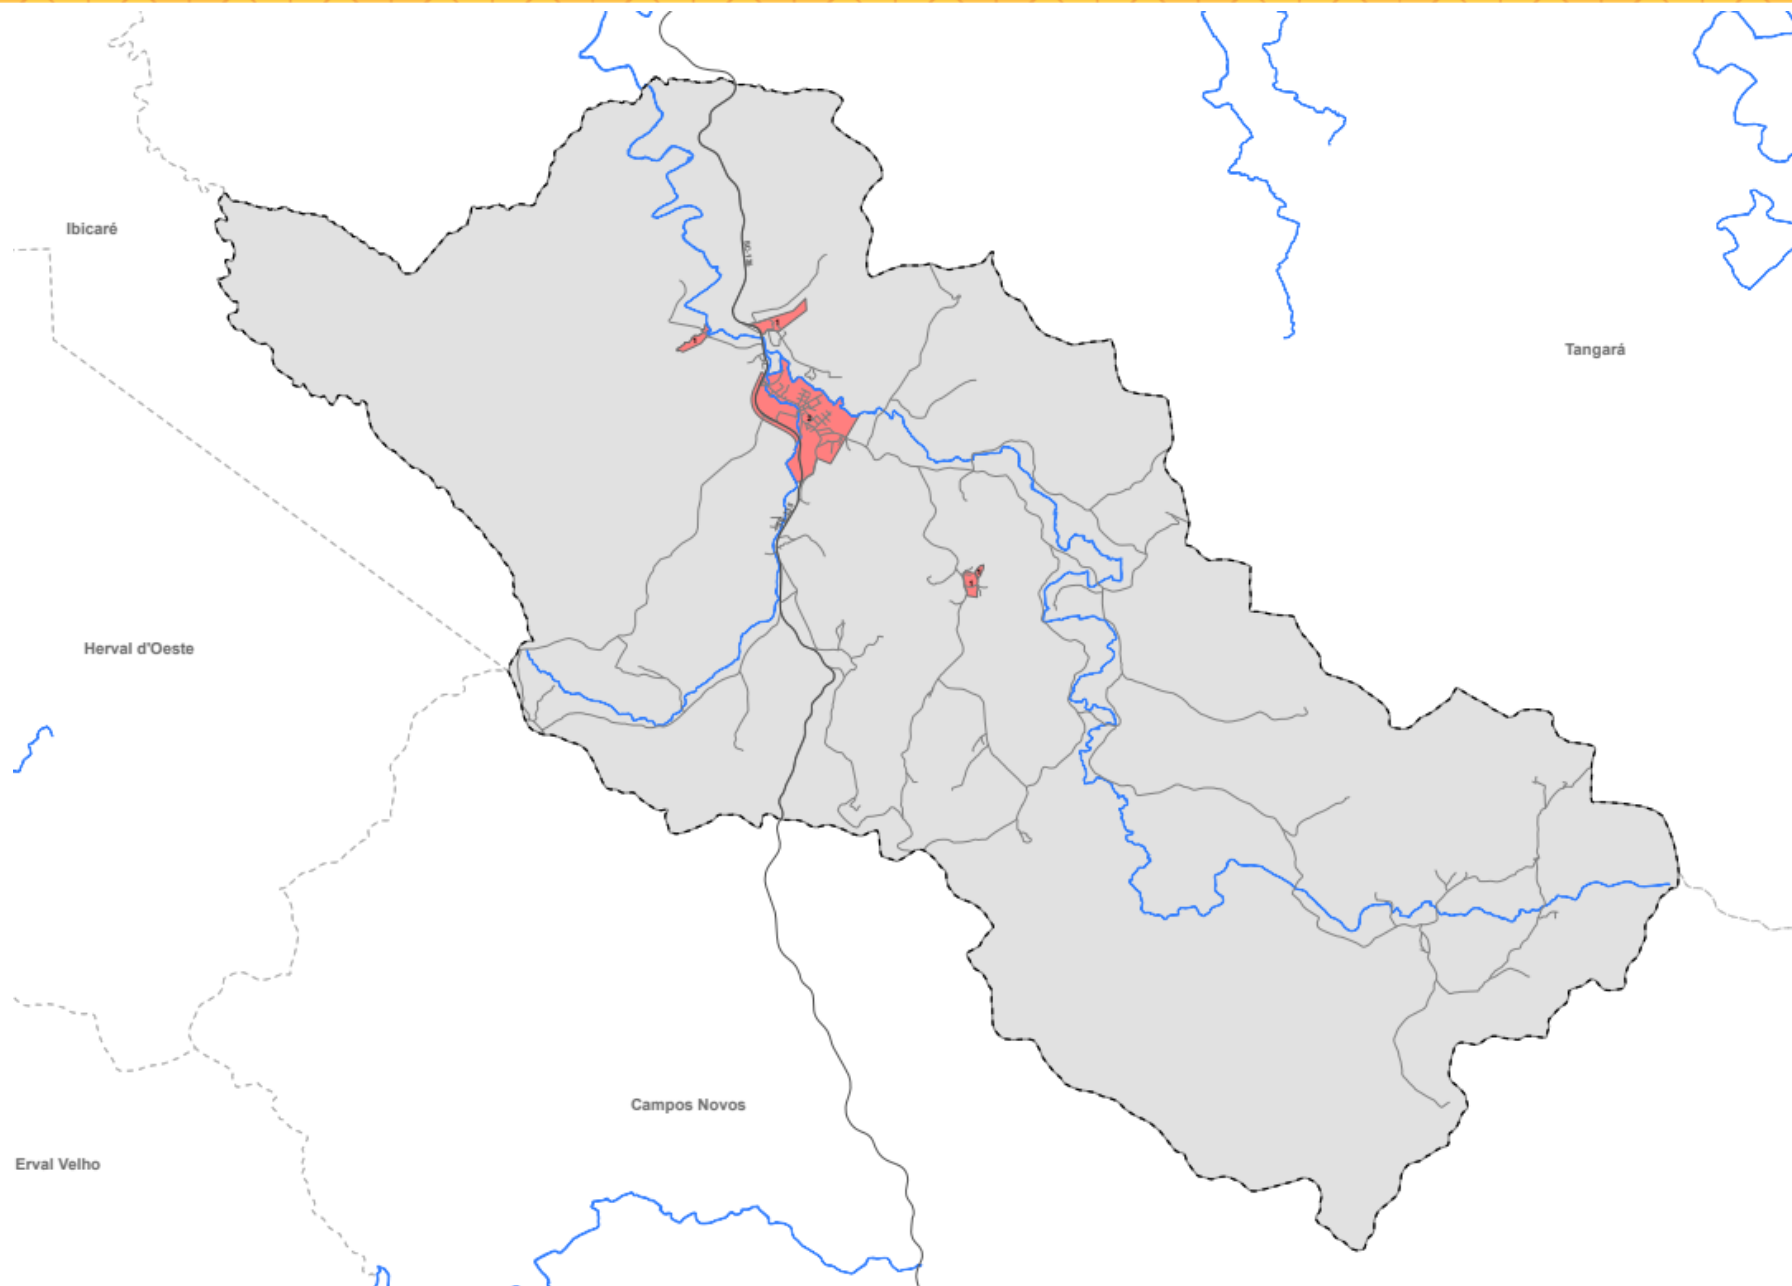 Ibicaré
Tangará
Herval d'Oeste
Campos Novos
Erval Velho